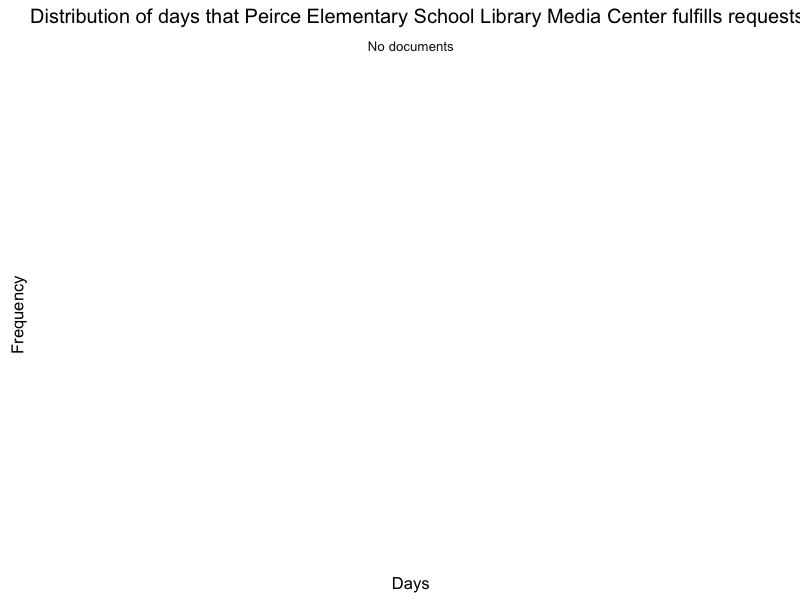 Distribution of days that Peirce Elementary School Library Media Center fulfills requests
No documents
Frequency
Days